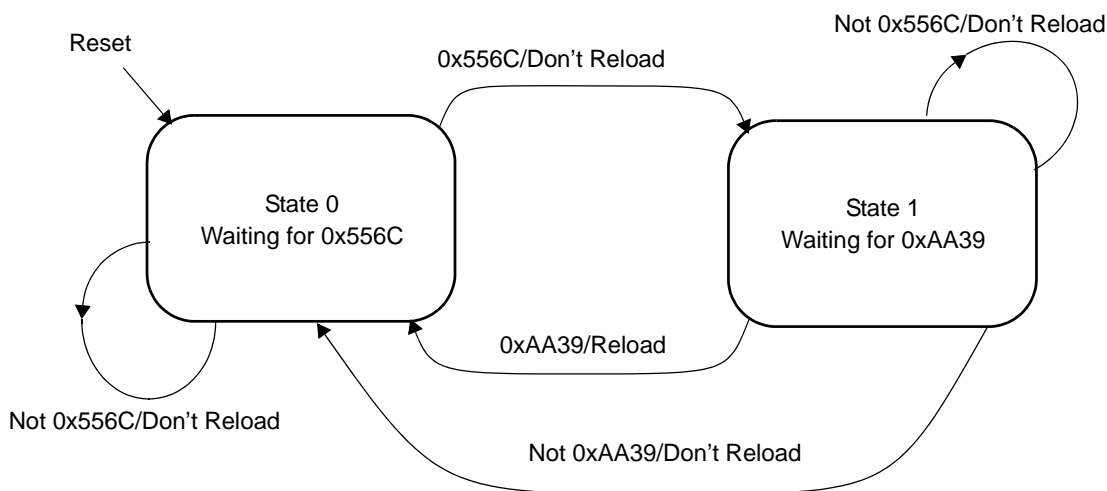 Not 0x556C/Don't Reload
Reset
0x556C/Don't Reload
State 0
Waiting for 0x556C
State 1
Waiting for 0xAA39
0xAA39/Reload
Not 0x556C/Don't Reload
Not 0xAA39/Don't Reload